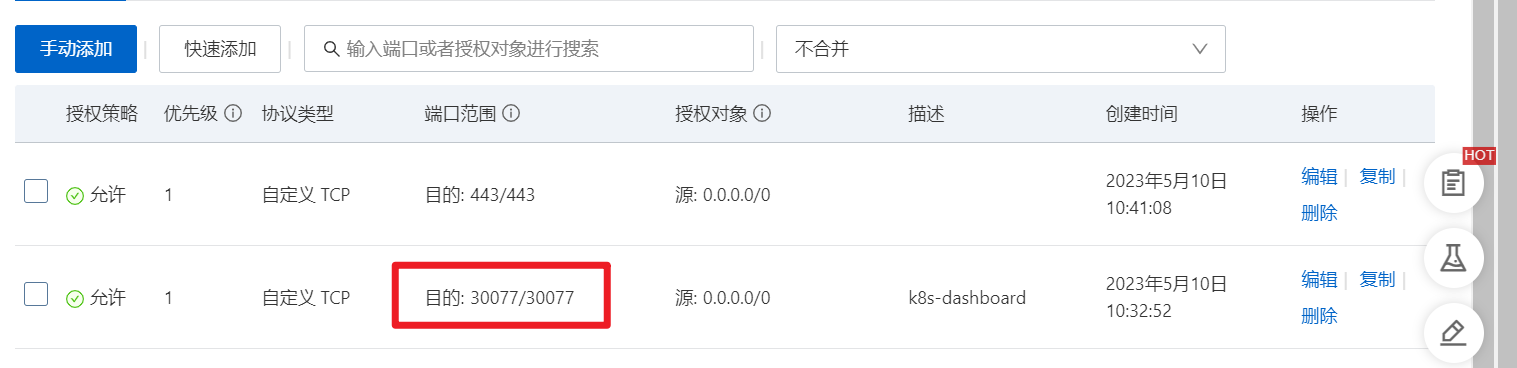 手动添加
快速添加
输入端口或者授权对象进行搜索
不合并
授权策略 优先级 协议类型 端口范围 授权对象 描述 创建时间 操作
HOT
允许 1 自定义 TCP 目的: 443/443 源: 0.0.0.0/0 2023年5月10日 编辑 复制
10:41:08 删除
允许 1 自定义 TCP 目的: 30077/30077 源: 0.0.0.0/0 k8s-dashboard 2023年5月10日 编辑 复制
10:32:52 删除